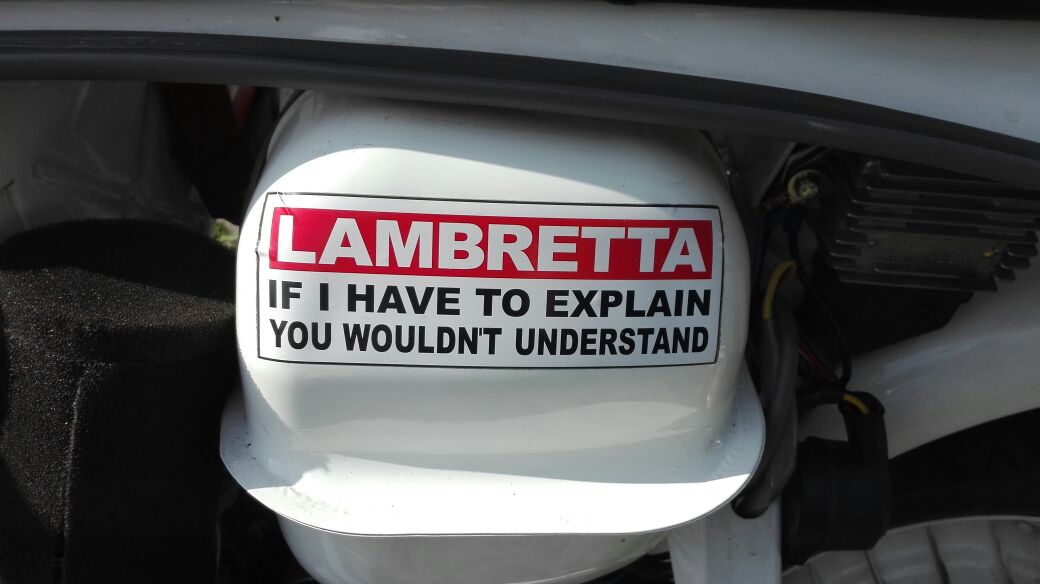 LAMBRETTA
IF I HAVE TO EXPLAIN
YOU WOULDN'T UNDERSTAND